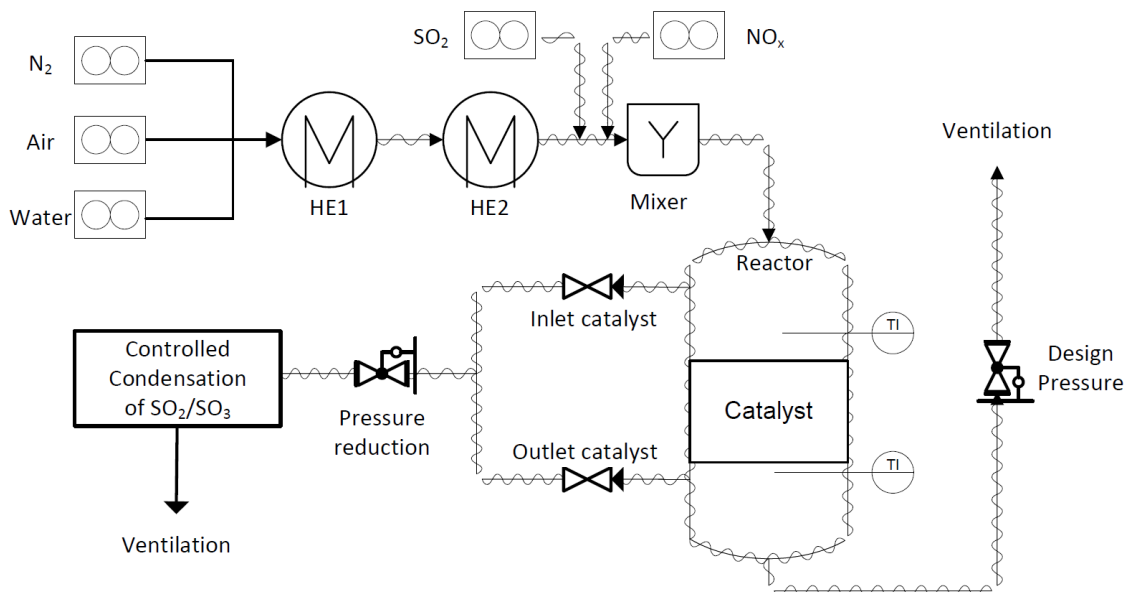 SO₂
NOₓ
N₂
Air
Water
HE1
HE2
Mixer
Ventilation
Reactor
Inlet catalyst
TI
Controlled
Condensation
of SO₂/SO₃
Pressure
reduction
Catalyst
Design
Pressure
Outlet catalyst
TI
Ventilation